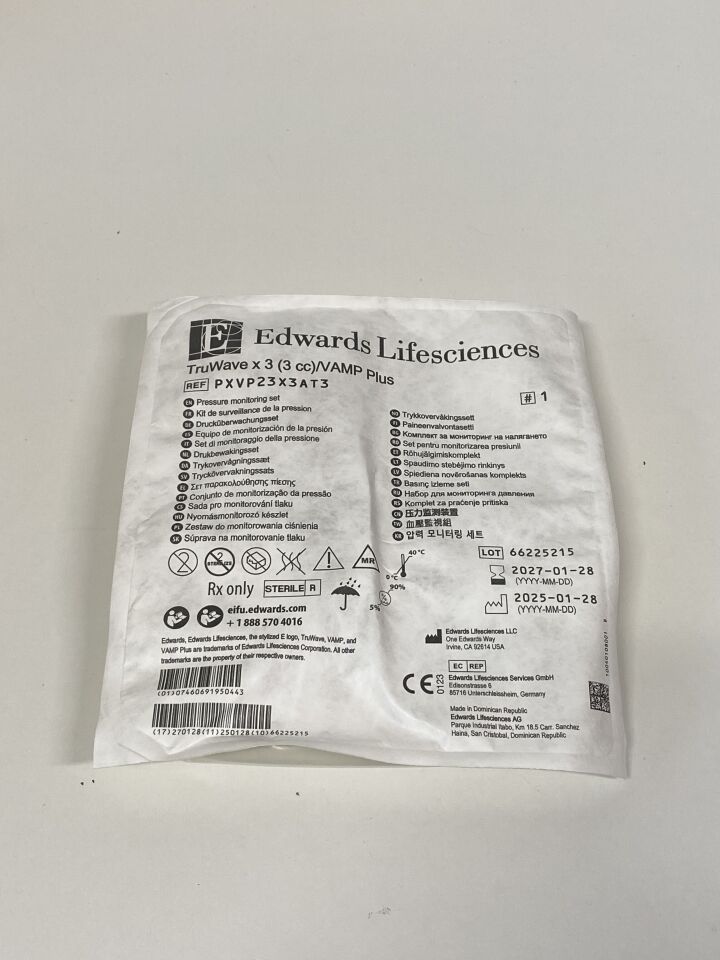 Edwards Lifesciences
TruWave x 3 (3 cc)/VAMP Plus
REF PXVP23X3AT3
# 1
EN Pressure monitoring set
FR Kit de surveillance de la pression
DE Drucküberwachungsset
ES Equipo de monitorización de la presión
IT Set di monitoraggio della pressione
NL Drukbewakingsset
DA Trykovervågningssæt
SV Tryckövervakningssats
EL Σετ παρακολούθησης πίεσης
PT Conjunto de monitorização da pressão
CS Sada pro monitorování tlaku
HU Nyomásmonitorozó készlet
PL Zestaw do monitorowania ciśnienia
SK Súprava na monitorovanie tlaku
NO Trykkovervåkingssett
FI Paineenvalvontasetti
BG Комплект за мониторинг на налягането
RO Set pentru monitorizarea presiunii
ET Rõhujälgimiskomplekt
LT Spaudimo stebėjimo rinkinys
LV Spiediena novērošanas komplekts
TR Basınç izleme seti
RU Набор для мониторинга давления
RS Komplet za praćenje pritiska
CN 压力监测装置
TW 血壓監視組
KR 압력 모니터링 세트
2
2
STERILIZE
MR
40 °C
0 °C
90%
5%
Rx only
STERILE R
eifu.edwards.com
+ 1 888 570 4016
LOT 66225215
2027-01-28
(YYYY-MM-DD)
2025-01-28
(YYYY-MM-DD)
Edwards, Edwards Lifesciences, the stylized E logo, TruWave, VAMP, and
VAMP Plus are trademarks of Edwards Lifesciences Corporation. All other
trademarks are the property of their respective owners.
Edwards Lifesciences LLC
One Edwards Way
Irvine, CA 92614 USA
EC REP
CE 0123
Edwards Lifesciences Services GmbH
Edisonstrasse 6
85716 Unterschleissheim, Germany
Made in Dominican Republic
Edwards Lifesciences AG
Parque Industrial Itabo, Km 18.5 Carr. Sanchez
Haina, San Cristobal, Dominican Republic
(01)07460691950443
(17)270128(11)250128(10)66225215